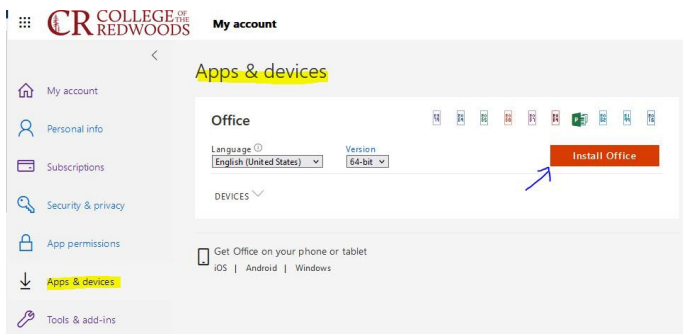 CR COLLEGE OF THE REDWOODS
My account
My account
Personal info
Subscriptions
Security & privacy
App permissions
Apps & devices
Tools & add-ins
Apps & devices
Office
Language
Version
English (United States)
64-bit
Install Office
DEVICES
Get Office on your phone or tablet
iOS | Android | Windows